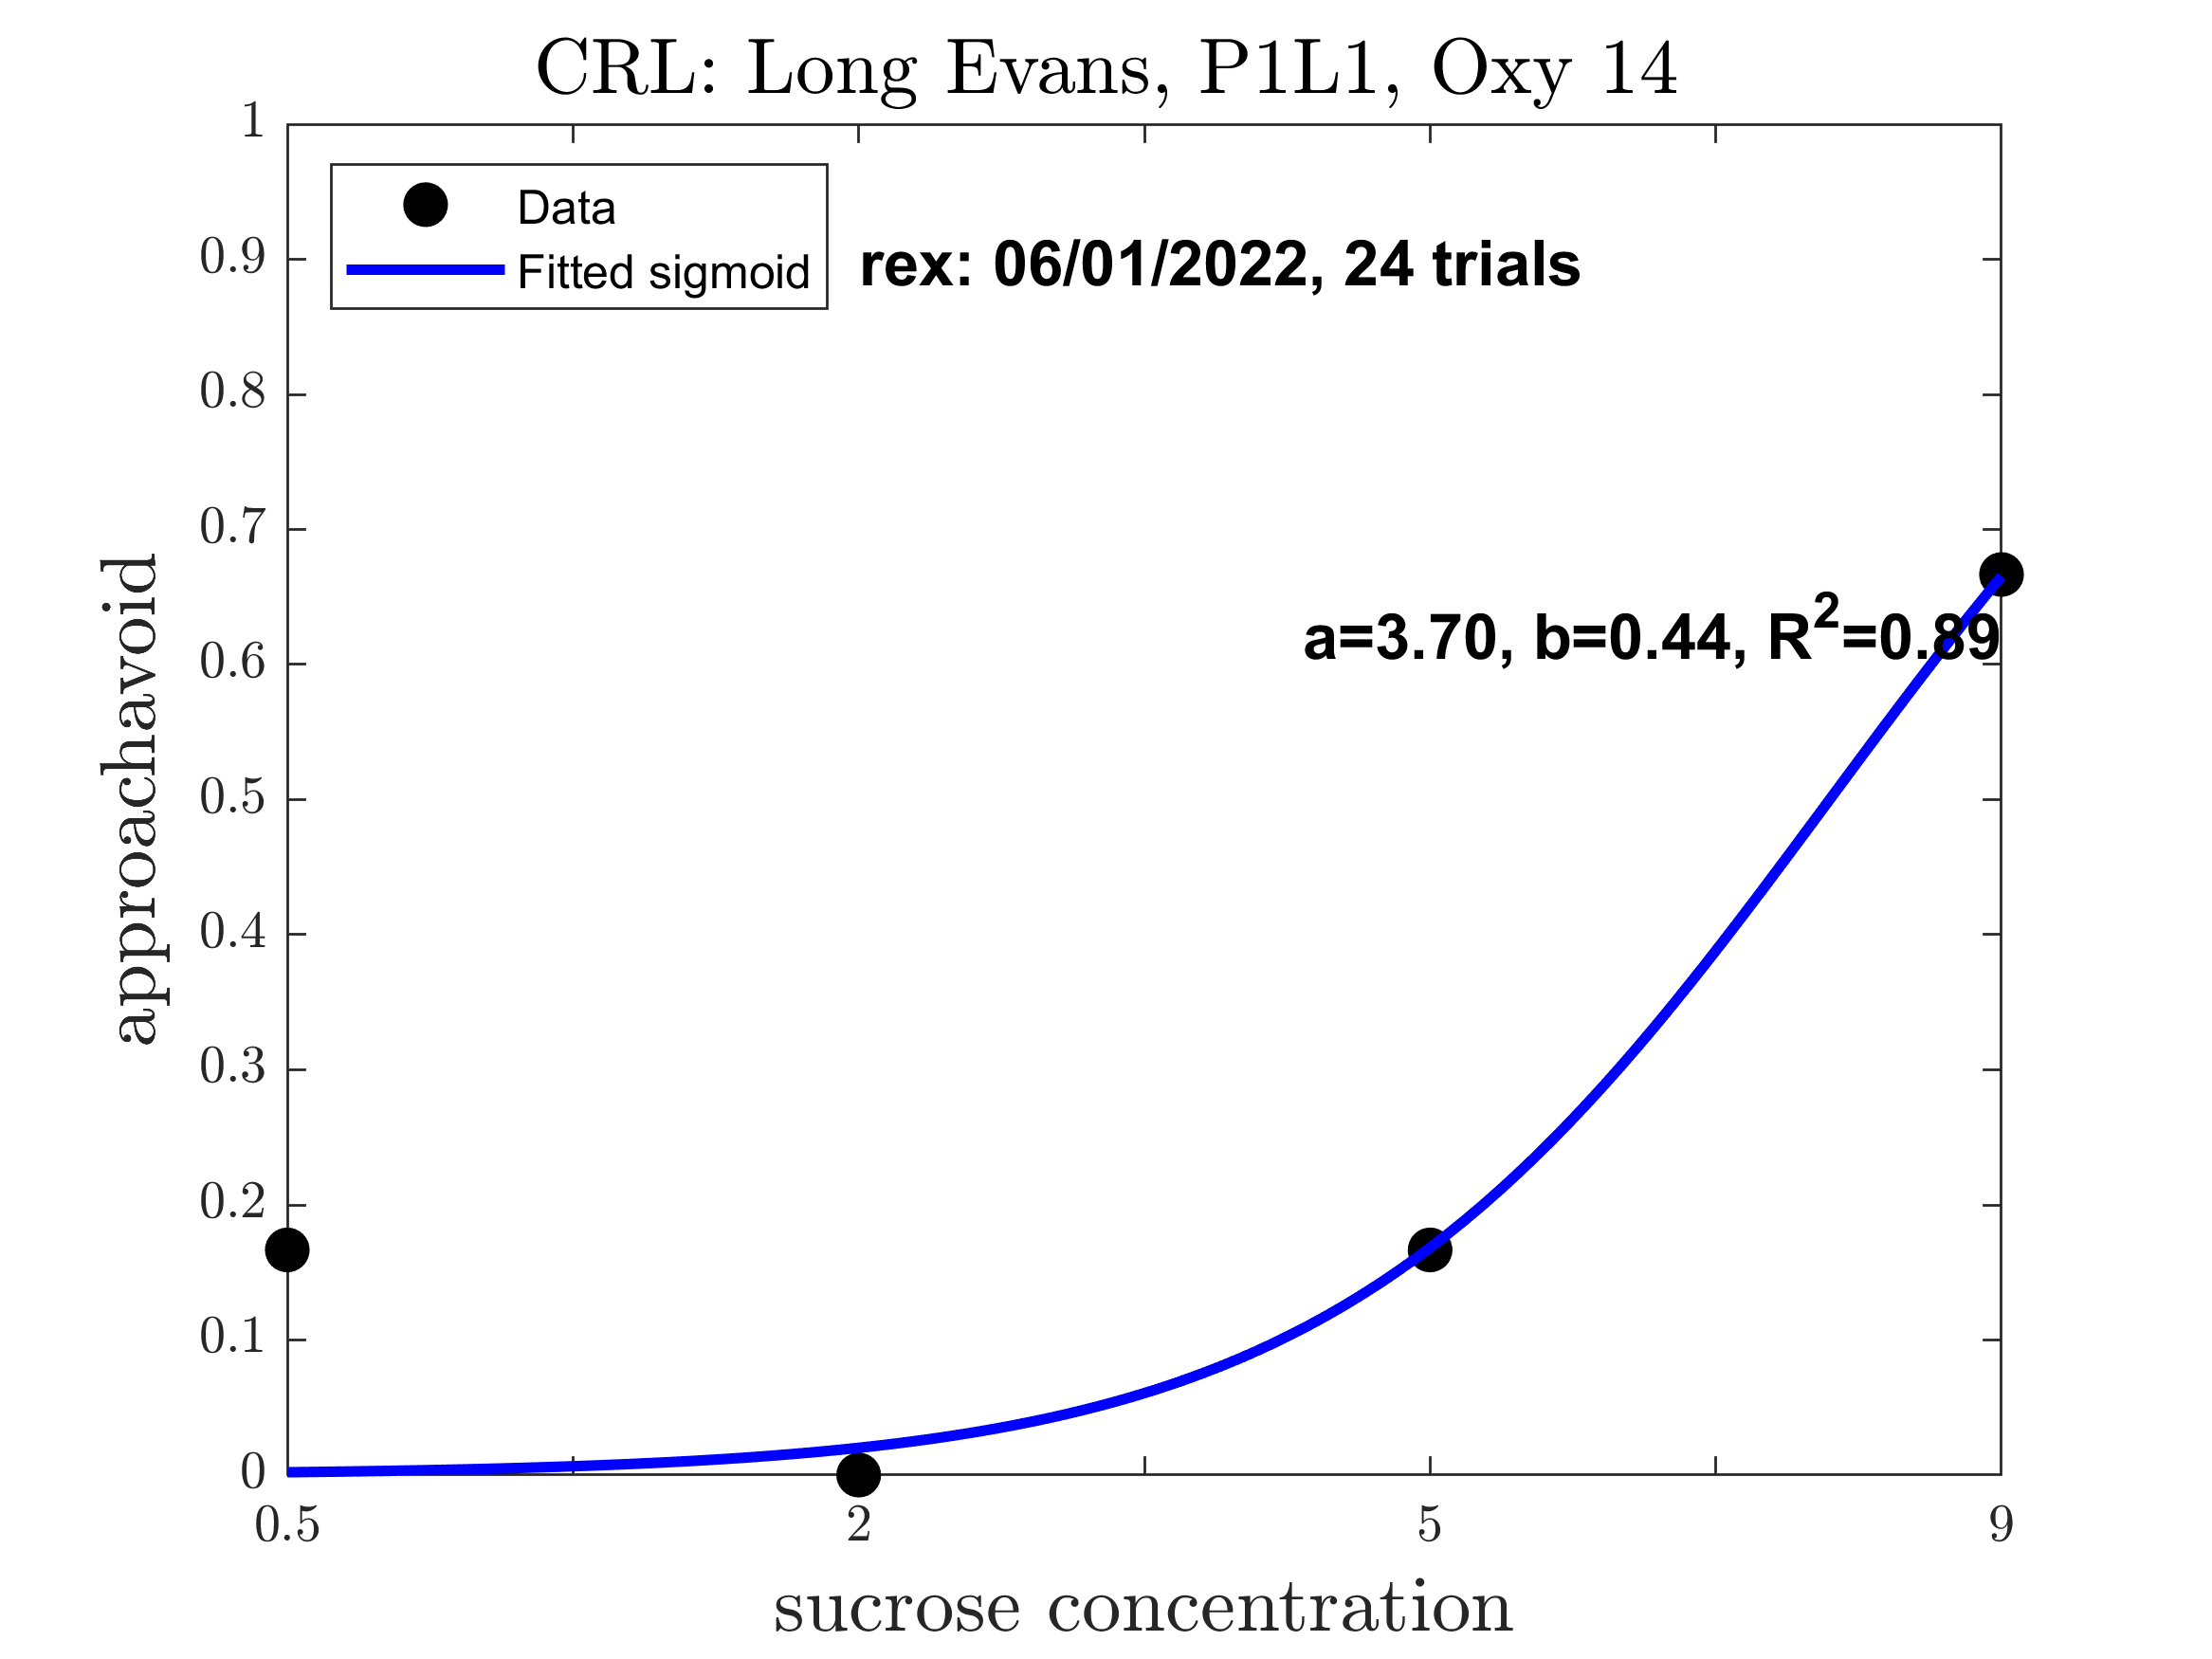 CRL: Long Evans, P1L1, Oxy 14
1
0.9
0.8
0.7
0.6
0.5
0.4
0.3
0.2
0.1
0
approachavoid
Data
Fitted sigmoid
rex: 06/01/2022, 24 trials
a=3.70, b=0.44, R²=0.89
0.5 2 5 9
sucrose concentration